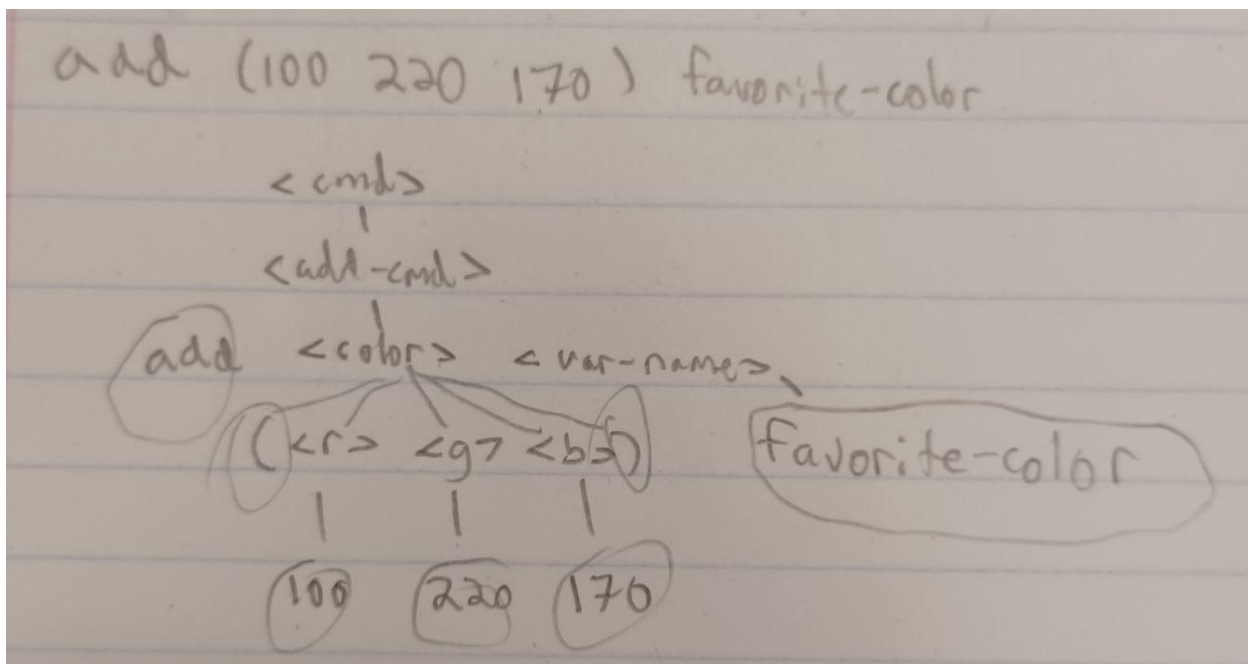 add (100 220 170) favorite-color
<cmd>
<add-cmd>
add <color> <var-name>
(<r> <g> <b>) favorite-color
100 220 170